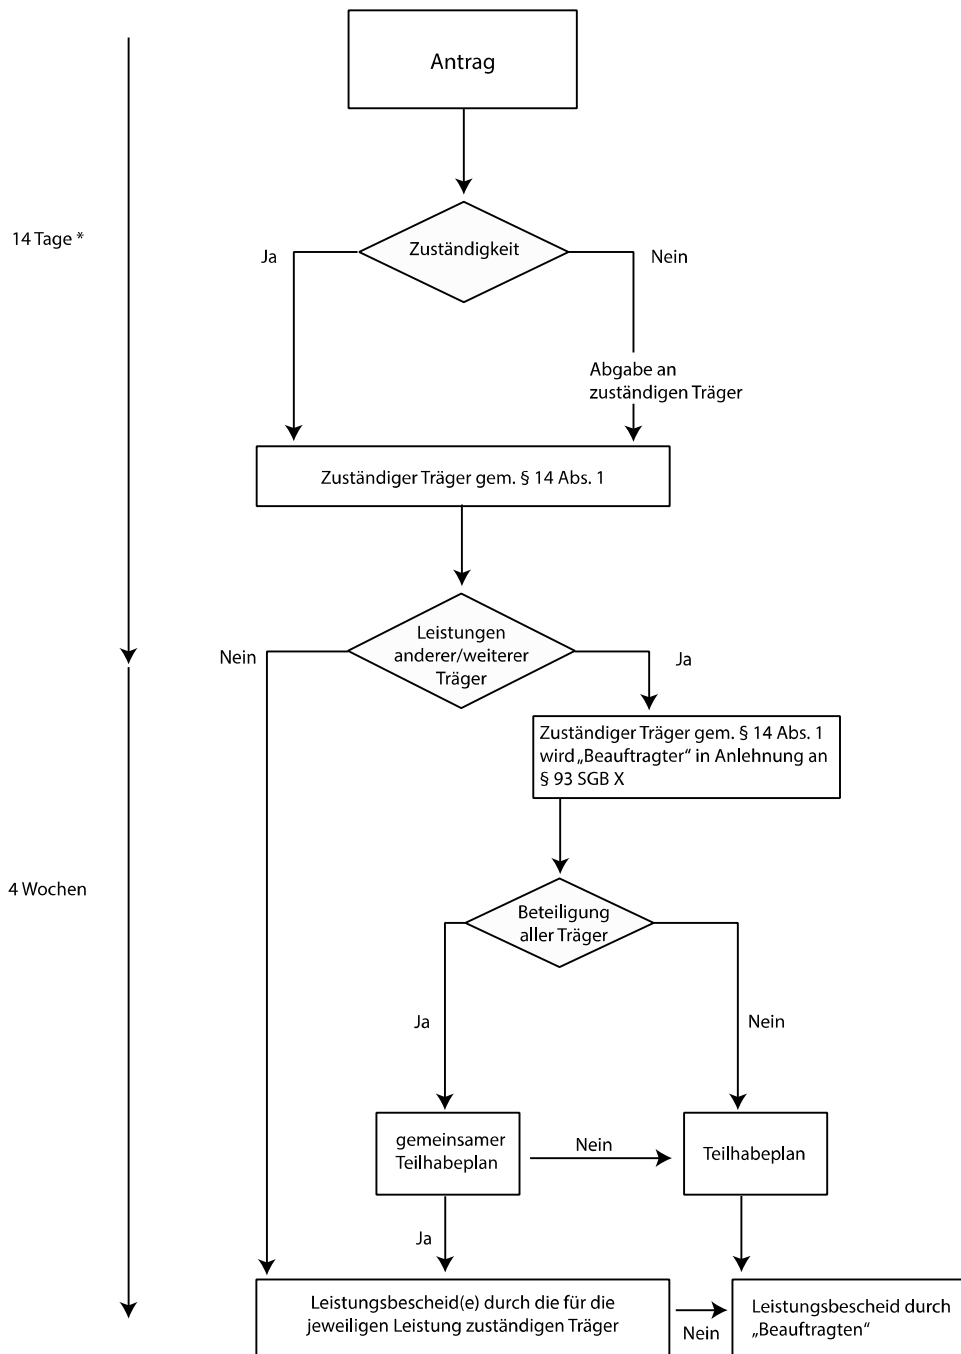 Antrag
14 Tage *
Zuständigkeit
Ja
Nein
Abgabe an
zuständigen Träger
Zuständiger Träger gem. § 14 Abs. 1
Leistungen
anderer/weiterer
Träger
Nein
Ja
Zuständiger Träger gem. § 14 Abs. 1
wird „Beauftragter“ in Anlehnung an
§ 93 SGB X
4 Wochen
Beteiligung
aller Träger
Ja
Nein
gemeinsamer
Teilhabeplan
Nein
Teilhabeplan
Ja
Leistungsbescheid(e) durch die für die
jeweiligen Leistung zuständigen Träger
Nein
Leistungsbescheid durch
„Beauftragten“